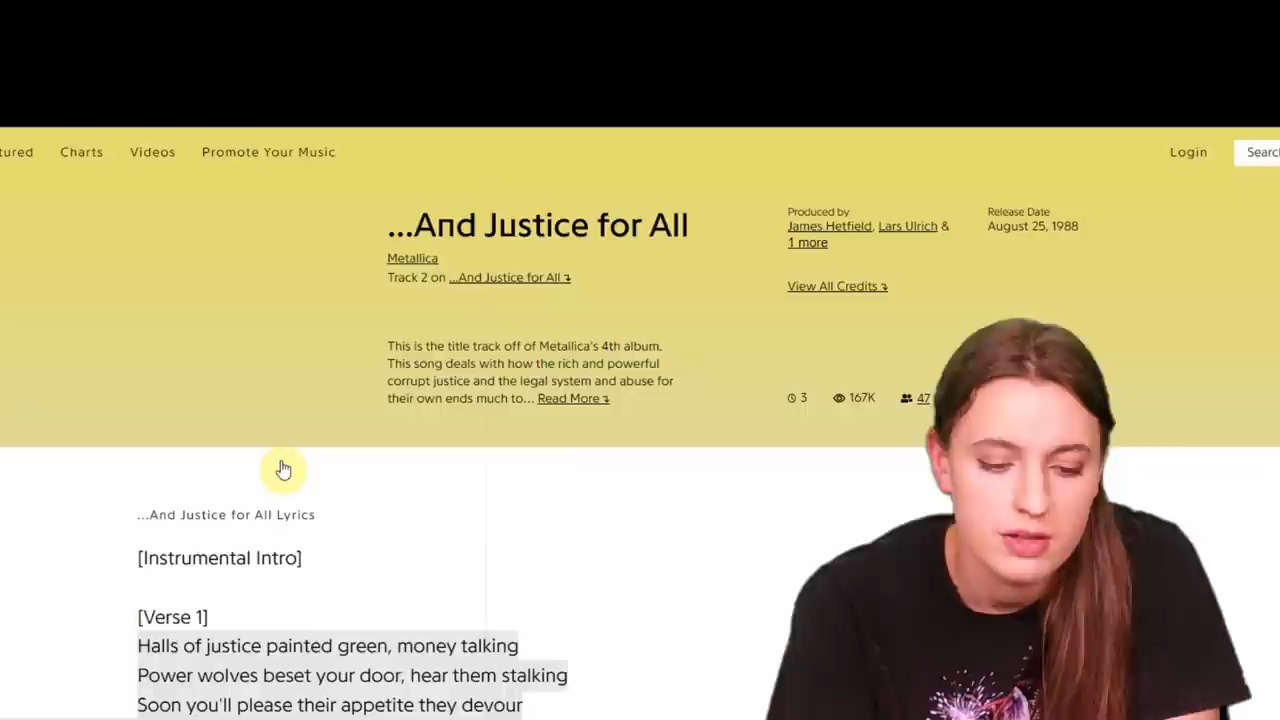 tured Charts Videos Promote Your Music Login Searc
...And Justice for All
Metallica
Track 2 on ...And Justice for All
This is the title track off of Metallica's 4th album.
This song deals with how the rich and powerful
corrupt justice and the legal system and abuse for
their own ends much to... Read More
Produced by
James Hetfield, Lars Ulrich &
1 more
Release Date
August 25, 1988
View All Credits
3 167K 47
...And Justice for All Lyrics
[Instrumental Intro]
[Verse 1]
Halls of justice painted green, money talking
Power wolves beset your door, hear them stalking
Soon you'll please their appetite they devour